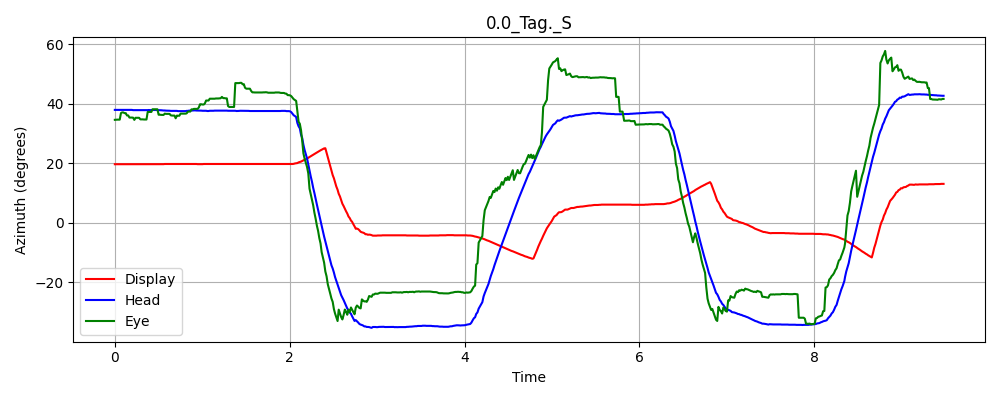 0.0_Tag._S
Azimuth (degrees)
60
40
20
0
−20
Display
Head
Eye
0 2 4 6 8
Time